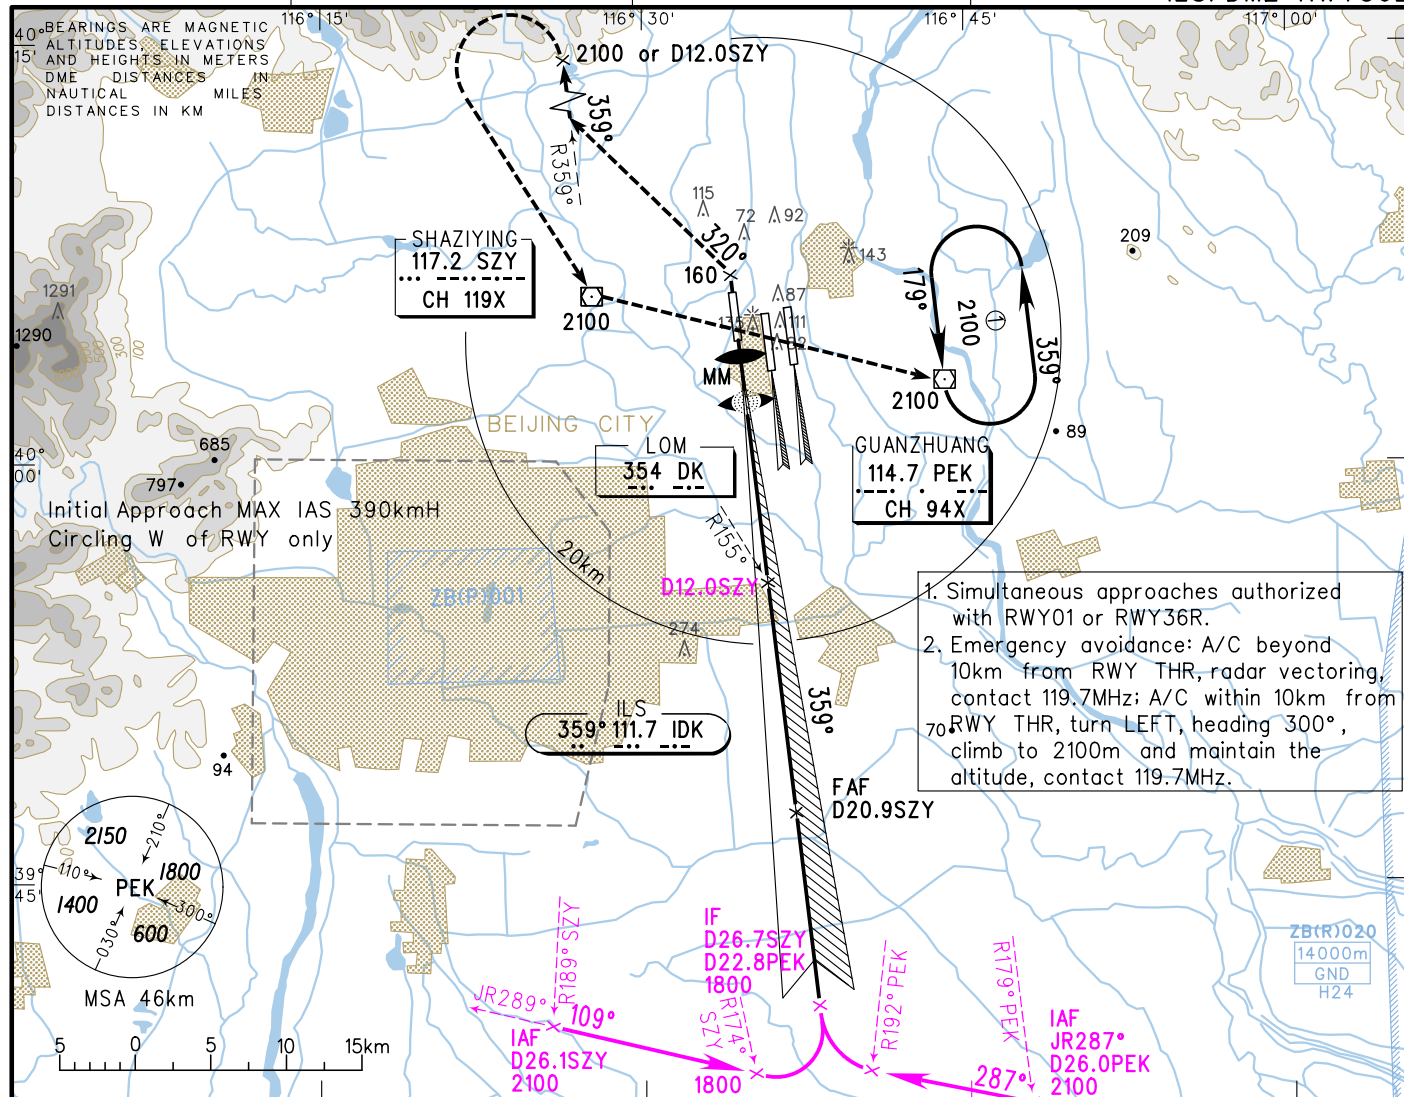 116°15'
116°30'
116°45'
117°00'
40°
15'
BEARINGS ARE MAGNETIC
ALTITUDES, ELEVATIONS
AND HEIGHTS IN METERS
DME DISTANCES IN
NAUTICAL MILES
DISTANCES IN KM
2100 or D12.0SZY
359°
R359°
115
72
92
320°
143
209
160
SHAZIYING
117.2 SZY
CH 119X
2100
179°
2100
1
359°
87
135
111
82
1291
1290
300
100
MM
2100
BEIJING CITY
LOM
354 DK
GUANZHUANG
114.7 PEK
CH 94X
89
685
797
40°
00'
Initial Approach MAX IAS 390kmH
Circling W of RWY only
R155°
20km
D12.0SZY
ZB(P)001
274
1. Simultaneous approaches authorized
with RWY01 or RWY36R.
2. Emergency avoidance: A/C beyond
10km from RWY THR, radar vectoring,
contact 119.7MHz; A/C within 10km from
RWY THR, turn LEFT, heading 300°,
climb to 2100m and maintain the
altitude, contact 119.7MHz.
70
359°
ILS
359° 111.7 IDK
94
FAF
D20.9SZY
2150
210°
110°
1800
PEK
1400
300°
600
030°
MSA 46km
39°
45'
IF
D26.7SZY
D22.8PEK
1800
R189° SZY
JR289°
109°
IAF
D26.1SZY
2100
R174°
SZY
1800
R192° PEK
R179° PEK
IAF
JR287°
D26.0PEK
2100
287°
ZB(R)020
14000m
GND
H24
5 0 5 10 15km